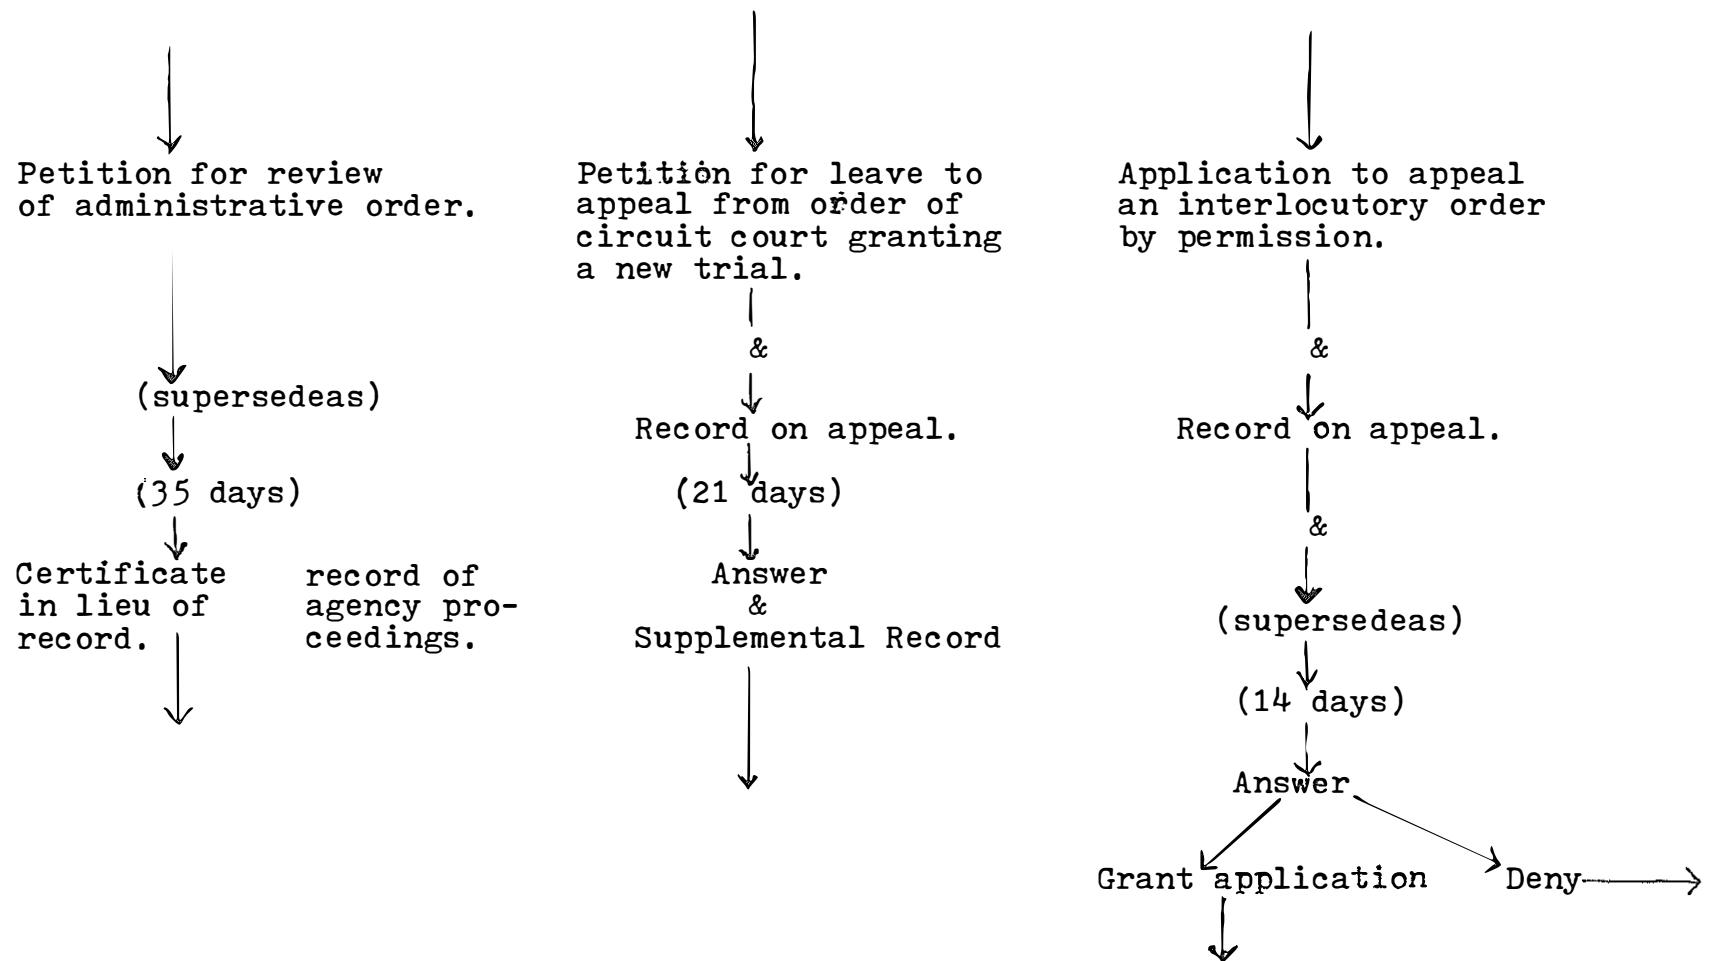 Petition for review
of administrative order.
(supersedeas)
(35 days)
Certificate
in lieu of
record.
record of
agency pro-
ceedings.
Petition for leave to
appeal from order of
circuit court granting
a new trial.
&
Record on appeal.
(21 days)
Answer
&
Supplemental Record
Application to appeal
an interlocutory order
by permission.
&
Record on appeal.
&
(supersedeas)
(14 days)
Answer
Grant application
Deny